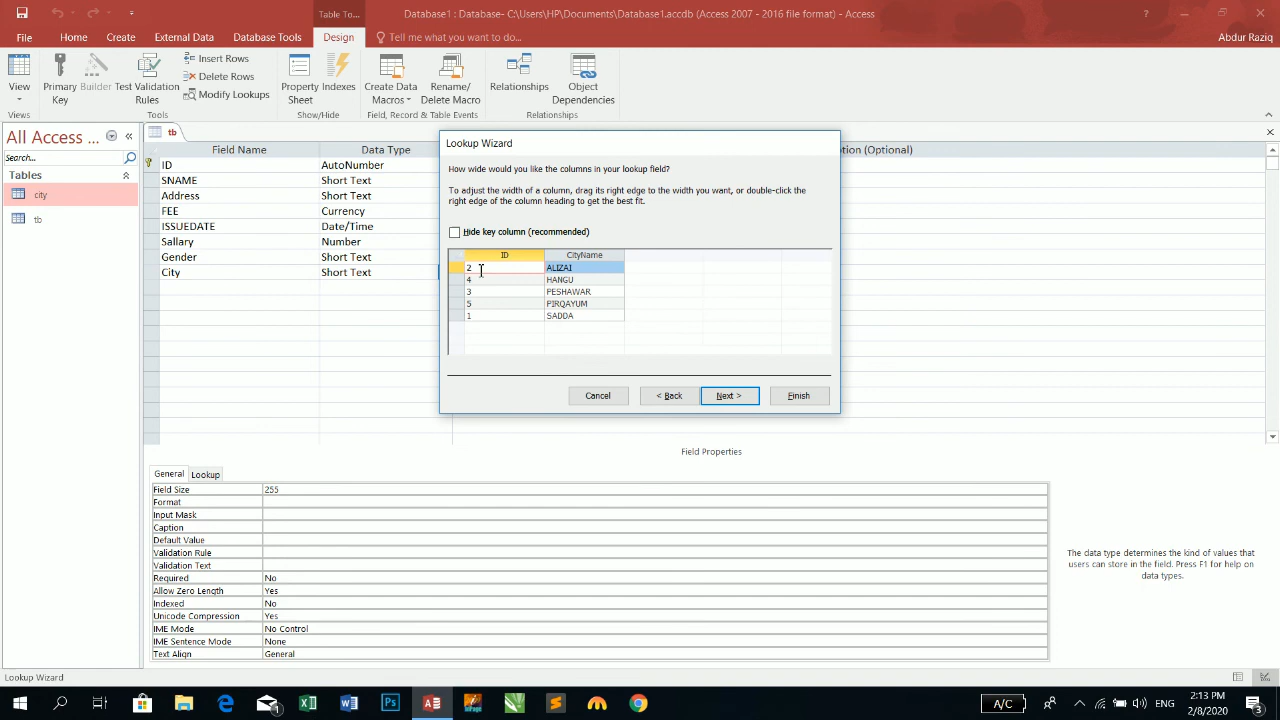 Table To...
Database1 : Database- C:\Users\HP\Documents\Database1.accdb (Access 2007 - 2016 file format) - Access
File
Home
Create
External Data
Database Tools
Design
Tell me what you want to do...
Abdur Raziq
View
Primary Key
Builder
Test Validation Rules
Insert Rows
Delete Rows
Modify Lookups
Property Sheet
Indexes
Create Data Macros
Rename/ Delete Macro
Relationships
Object Dependencies
Views
Tools
Show/Hide
Field, Record & Table Events
Relationships
All Access ...
Search...
Tables
city
tb
tb
Field Name
Data Type
tion (Optional)
ID AutoNumber
SNAME Short Text
Address Short Text
FEE Currency
ISSUEDATE Date/Time
Sallary Number
Gender Short Text
City Short Text
Lookup Wizard
How wide would you like the columns in your lookup field?
To adjust the width of a column, drag its right edge to the width you want, or double-click the
right edge of the column heading to get the best fit.
Hide key column (recommended)
ID CityName
2 ALIZAI
4 HANGU
3 PESHAWAR
5 PIRQAYUM
1 SADDA
Cancel
< Back
Next >
Finish
Field Properties
General
Lookup
Field Size 255
Format
Input Mask
Caption
Default Value
Validation Rule
Validation Text
Required No
Allow Zero Length Yes
Indexed No
Unicode Compression Yes
IME Mode No Control
IME Sentence Mode None
Text Align General
The data type determines the kind of values that
users can store in the field. Press F1 for help on
data types.
Lookup Wizard
A/C
ENG
2:13 PM
2/8/2020